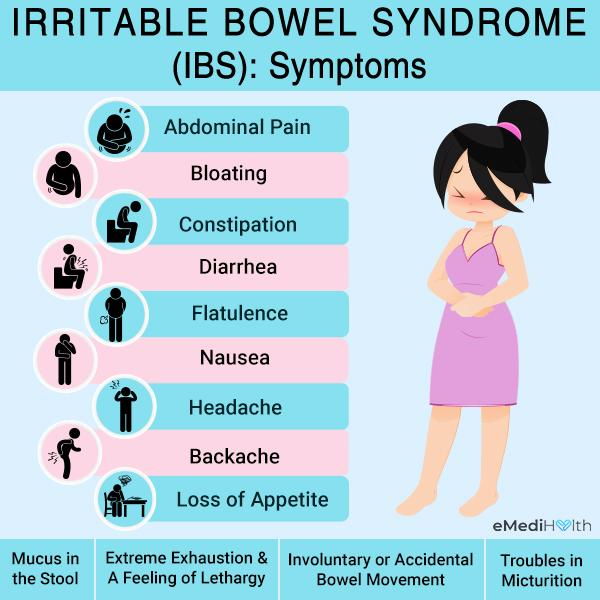 IRRITABLE BOWEL SYNDROME
(IBS): Symptoms
Abdominal Pain
Bloating
Constipation
Diarrhea
Flatulence
Nausea
Headache
Backache
Loss of Appetite
eMediHealth
Mucus in
the Stool
Extreme Exhaustion &
A Feeling of Lethargy
Involuntary or Accidental
Bowel Movement
Troubles in
Micturition